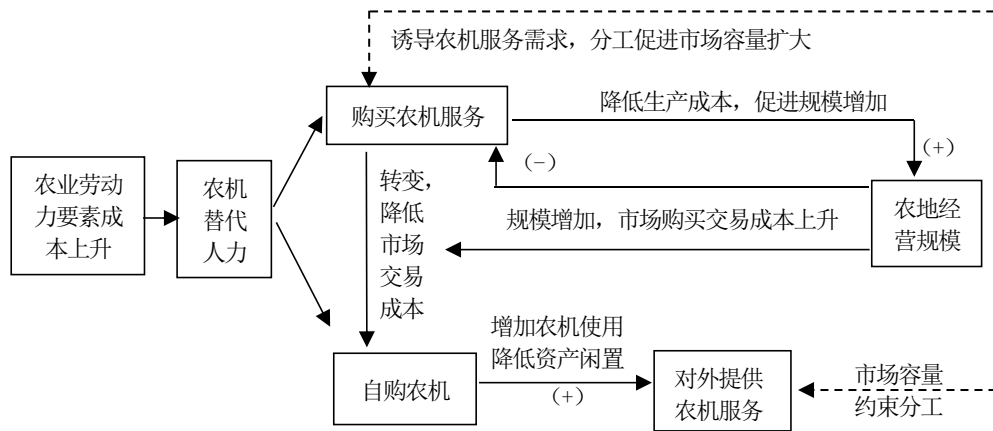 诱导农机服务需求，分工促进市场容量扩大
购买农机服务
降低生产成本，促进规模增加
(+)
(−)
农业劳动
力要素成
本上升
农机
替代
人力
转变，
降低
市场
交易
成本
规模增加，市场购买交易成本上升
农地经
营规模
自购农机
增加农机使用
降低资产闲置
(+)
对外提供
农机服务
市场容量
约束分工